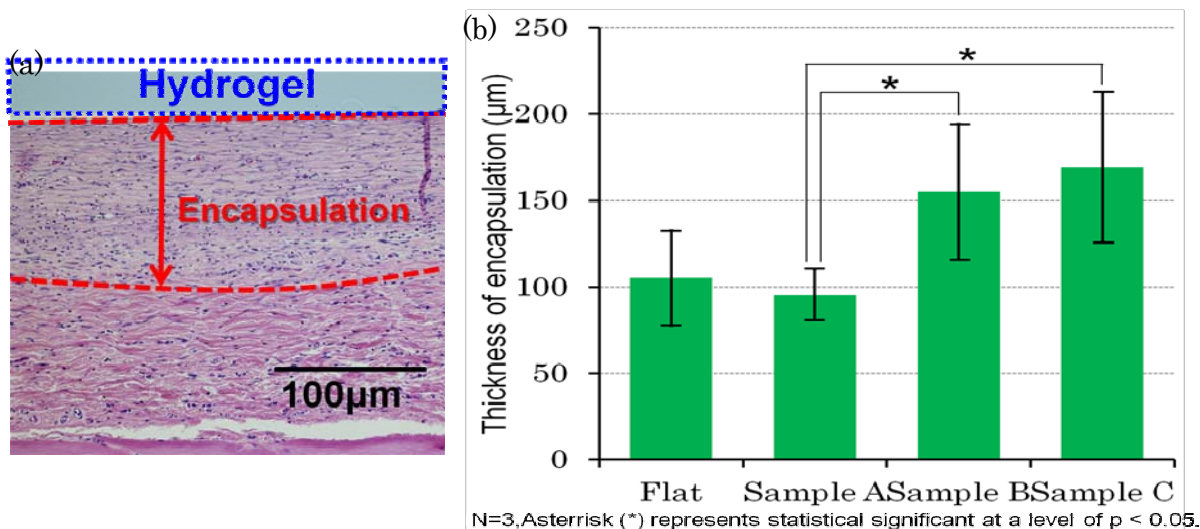 (a)
Hydrogel
Encapsulation
100μm
(b)
Thickness of encapsulation (μm)
250
200
150
100
50
0
*
*
Flat Sample A Sample B Sample C
N=3,Asterrisk (*) represents statistical significant at a level of p < 0.05.